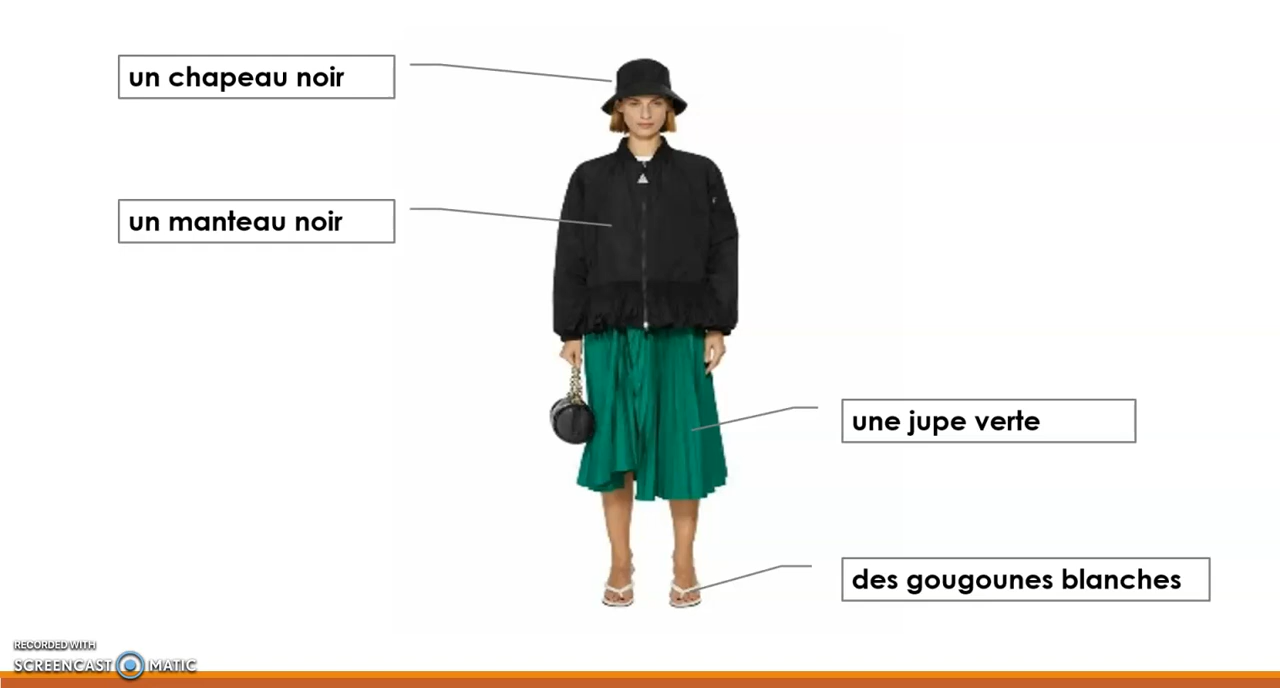 un chapeau noir
un manteau noir
une jupe verte
des gougounes blanches
RECORDED WITH
SCREENCAST MATIC